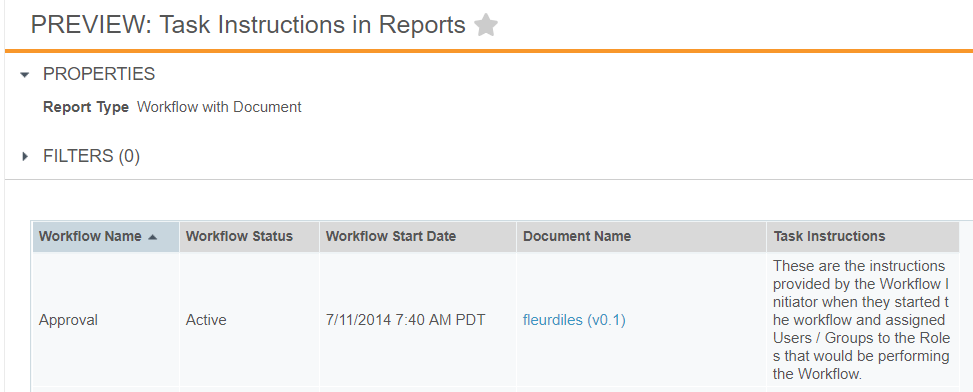 PREVIEW: Task Instructions in Reports
PROPERTIES
Report Type Workflow with Document
FILTERS (0)
Workflow Name Workflow Status Workflow Start Date Document Name Task Instructions
Approval Active 7/11/2014 7:40 AM PDT fleurdiles (v0.1)
These are the instructions
provided by the Workflow I
nitiator when they started t
he workflow and assigned
Users / Groups to the Role
s that would be performing
the Workflow.